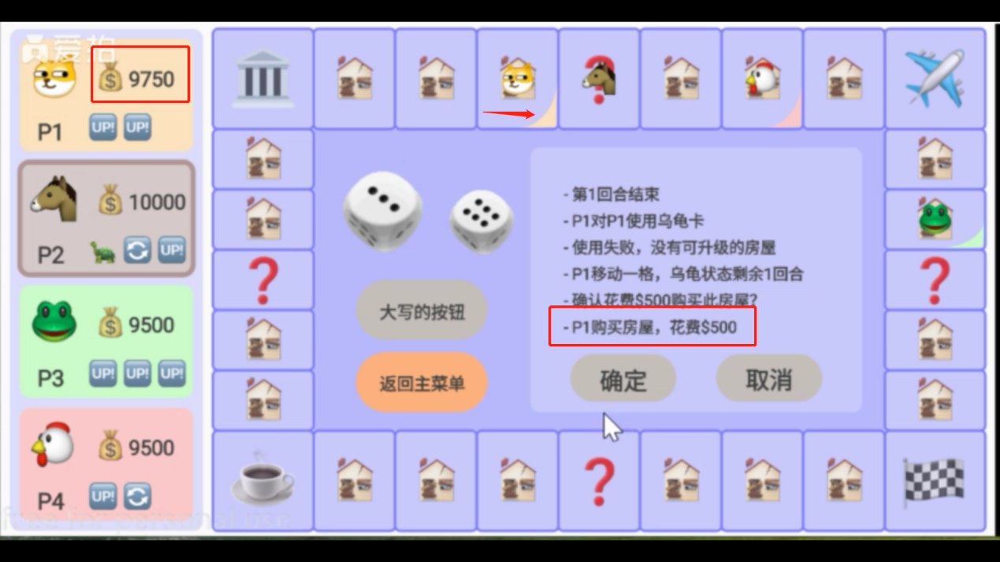 爱拍
$ 9750
P1 UP! UP!
$ 10000
P2 UP!
$ 9500
P3 UP! UP! UP!
$ 9500
P4 UP!
大写的按钮
返回主菜单
- 第1回合结束
- P1对P1使用乌龟卡
- 使用失败，没有可升级的房屋
- P1移动一格，乌龟状态剩余1回合
- 确认花费$500购买此房屋?
- P1购买房屋，花费$500
确定
取消
free for personal use